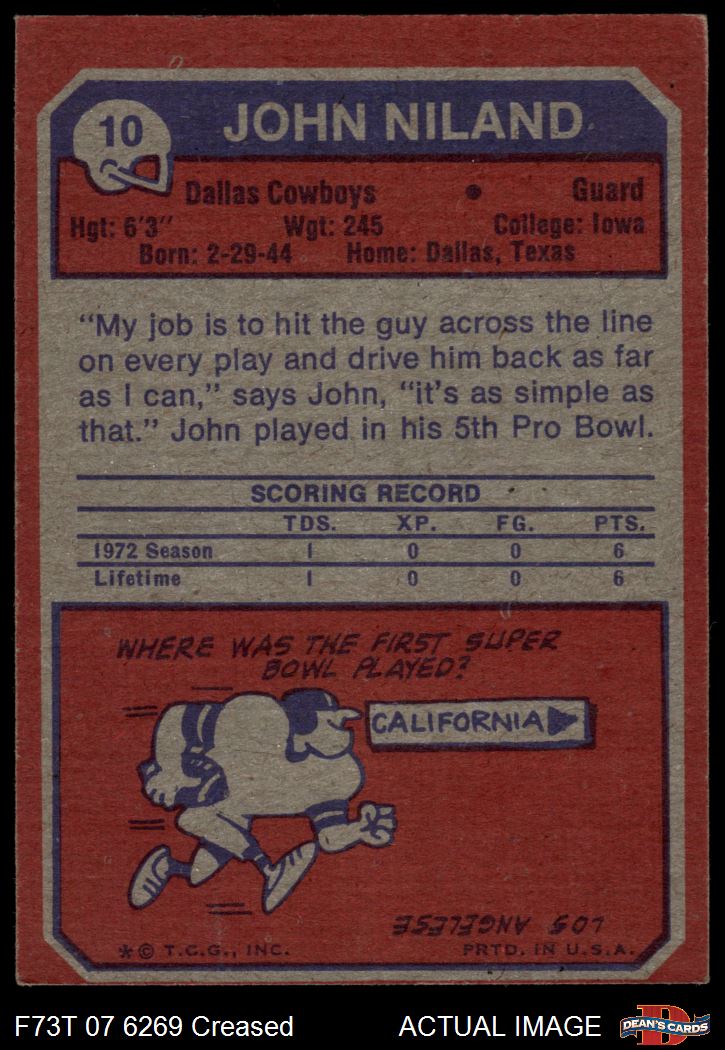 10
JOHN NILAND
Dallas Cowboys • Guard
Hgt: 6'3" Wgt: 245 College: Iowa
Born: 2-29-44 Home: Dallas, Texas
"My job is to hit the guy across the line
on every play and drive him back as far
as I can," says John, "it's as simple as
that." John played in his 5th Pro Bowl.
SCORING RECORD
TDS. XP. FG. PTS.
1972 Season 1 0 0 6
Lifetime 1 0 0 6
WHERE WAS THE FIRST SUPER
BOWL PLAYED?
CALIFORNIA
LOS ANGELESE
*© T.C.G., INC. PRTD. IN U.S.A.
F73T 07 6269 Creased ACTUAL IMAGE
D
DEAN'S CARDS